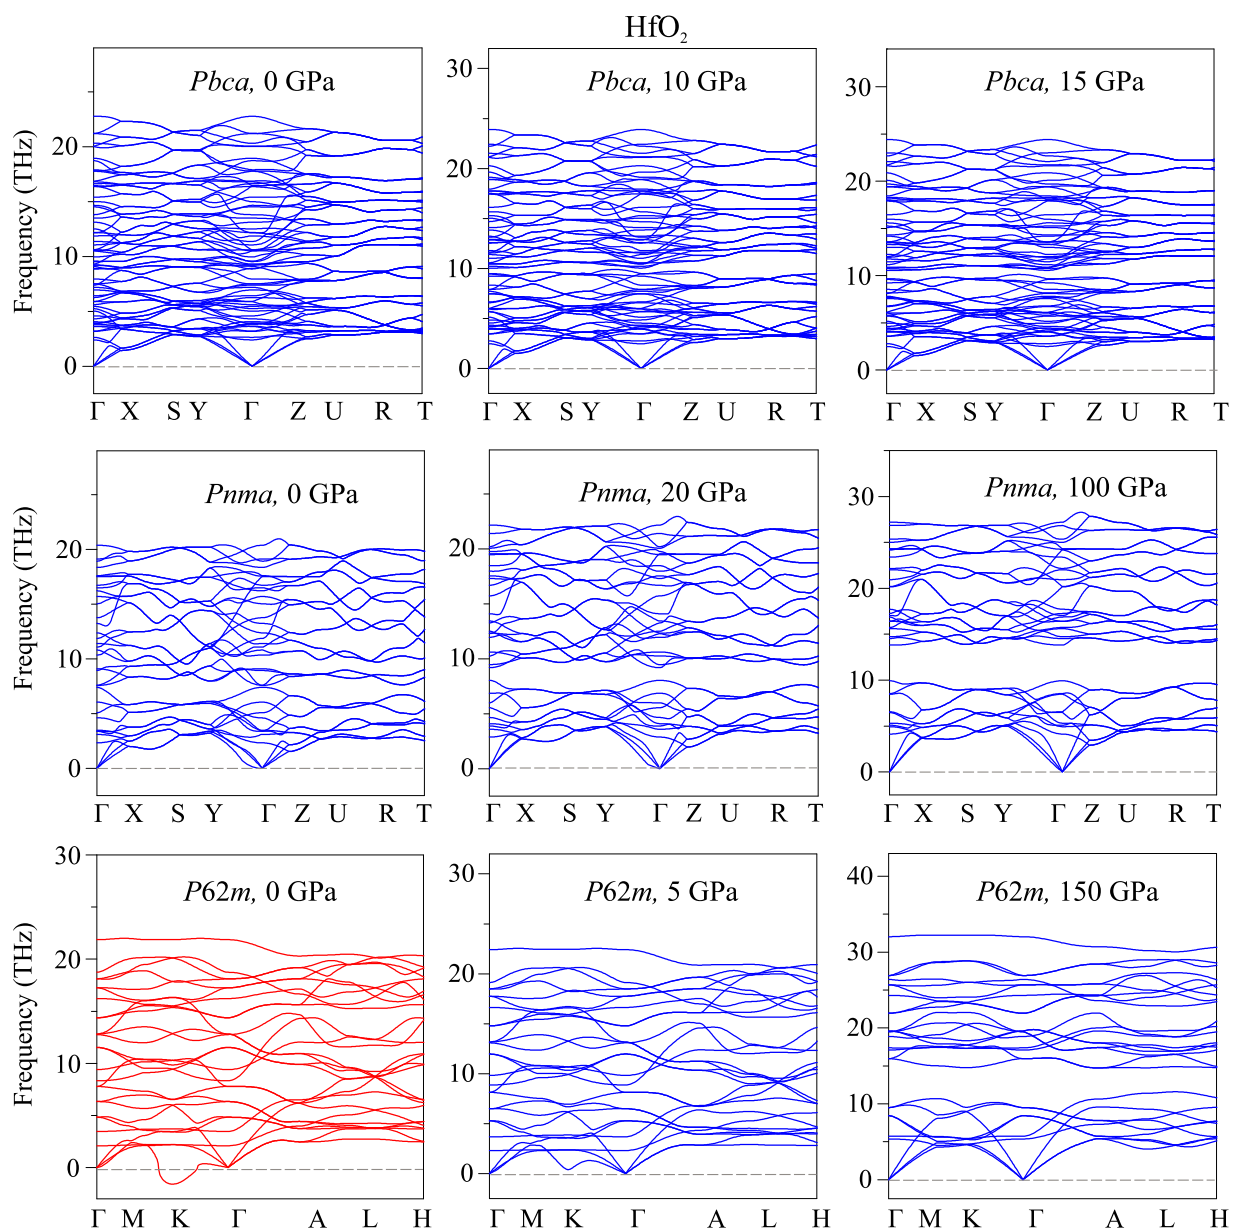 HfO₂
Pbca, 0 GPa
Pbca, 10 GPa
Pbca, 15 GPa
Frequency (THz)
20
10
0
30
20
10
0
30
20
10
0
Γ X S Y Γ Z U R T
Γ X S Y Γ Z U R T
Γ X S Y Γ Z U R T
Pnma, 0 GPa
Pnma, 20 GPa
Pnma, 100 GPa
Frequency (THz)
20
10
0
20
10
0
30
20
10
0
Γ X S Y Γ Z U R T
Γ X S Y Γ Z U R T
Γ X S Y Γ Z U R T
P62m, 0 GPa
P62m, 5 GPa
P62m, 150 GPa
Frequency (THz)
30
20
10
0
30
20
10
0
40
30
20
10
0
Γ M K Γ A L H
Γ M K Γ A L H
Γ M K Γ A L H